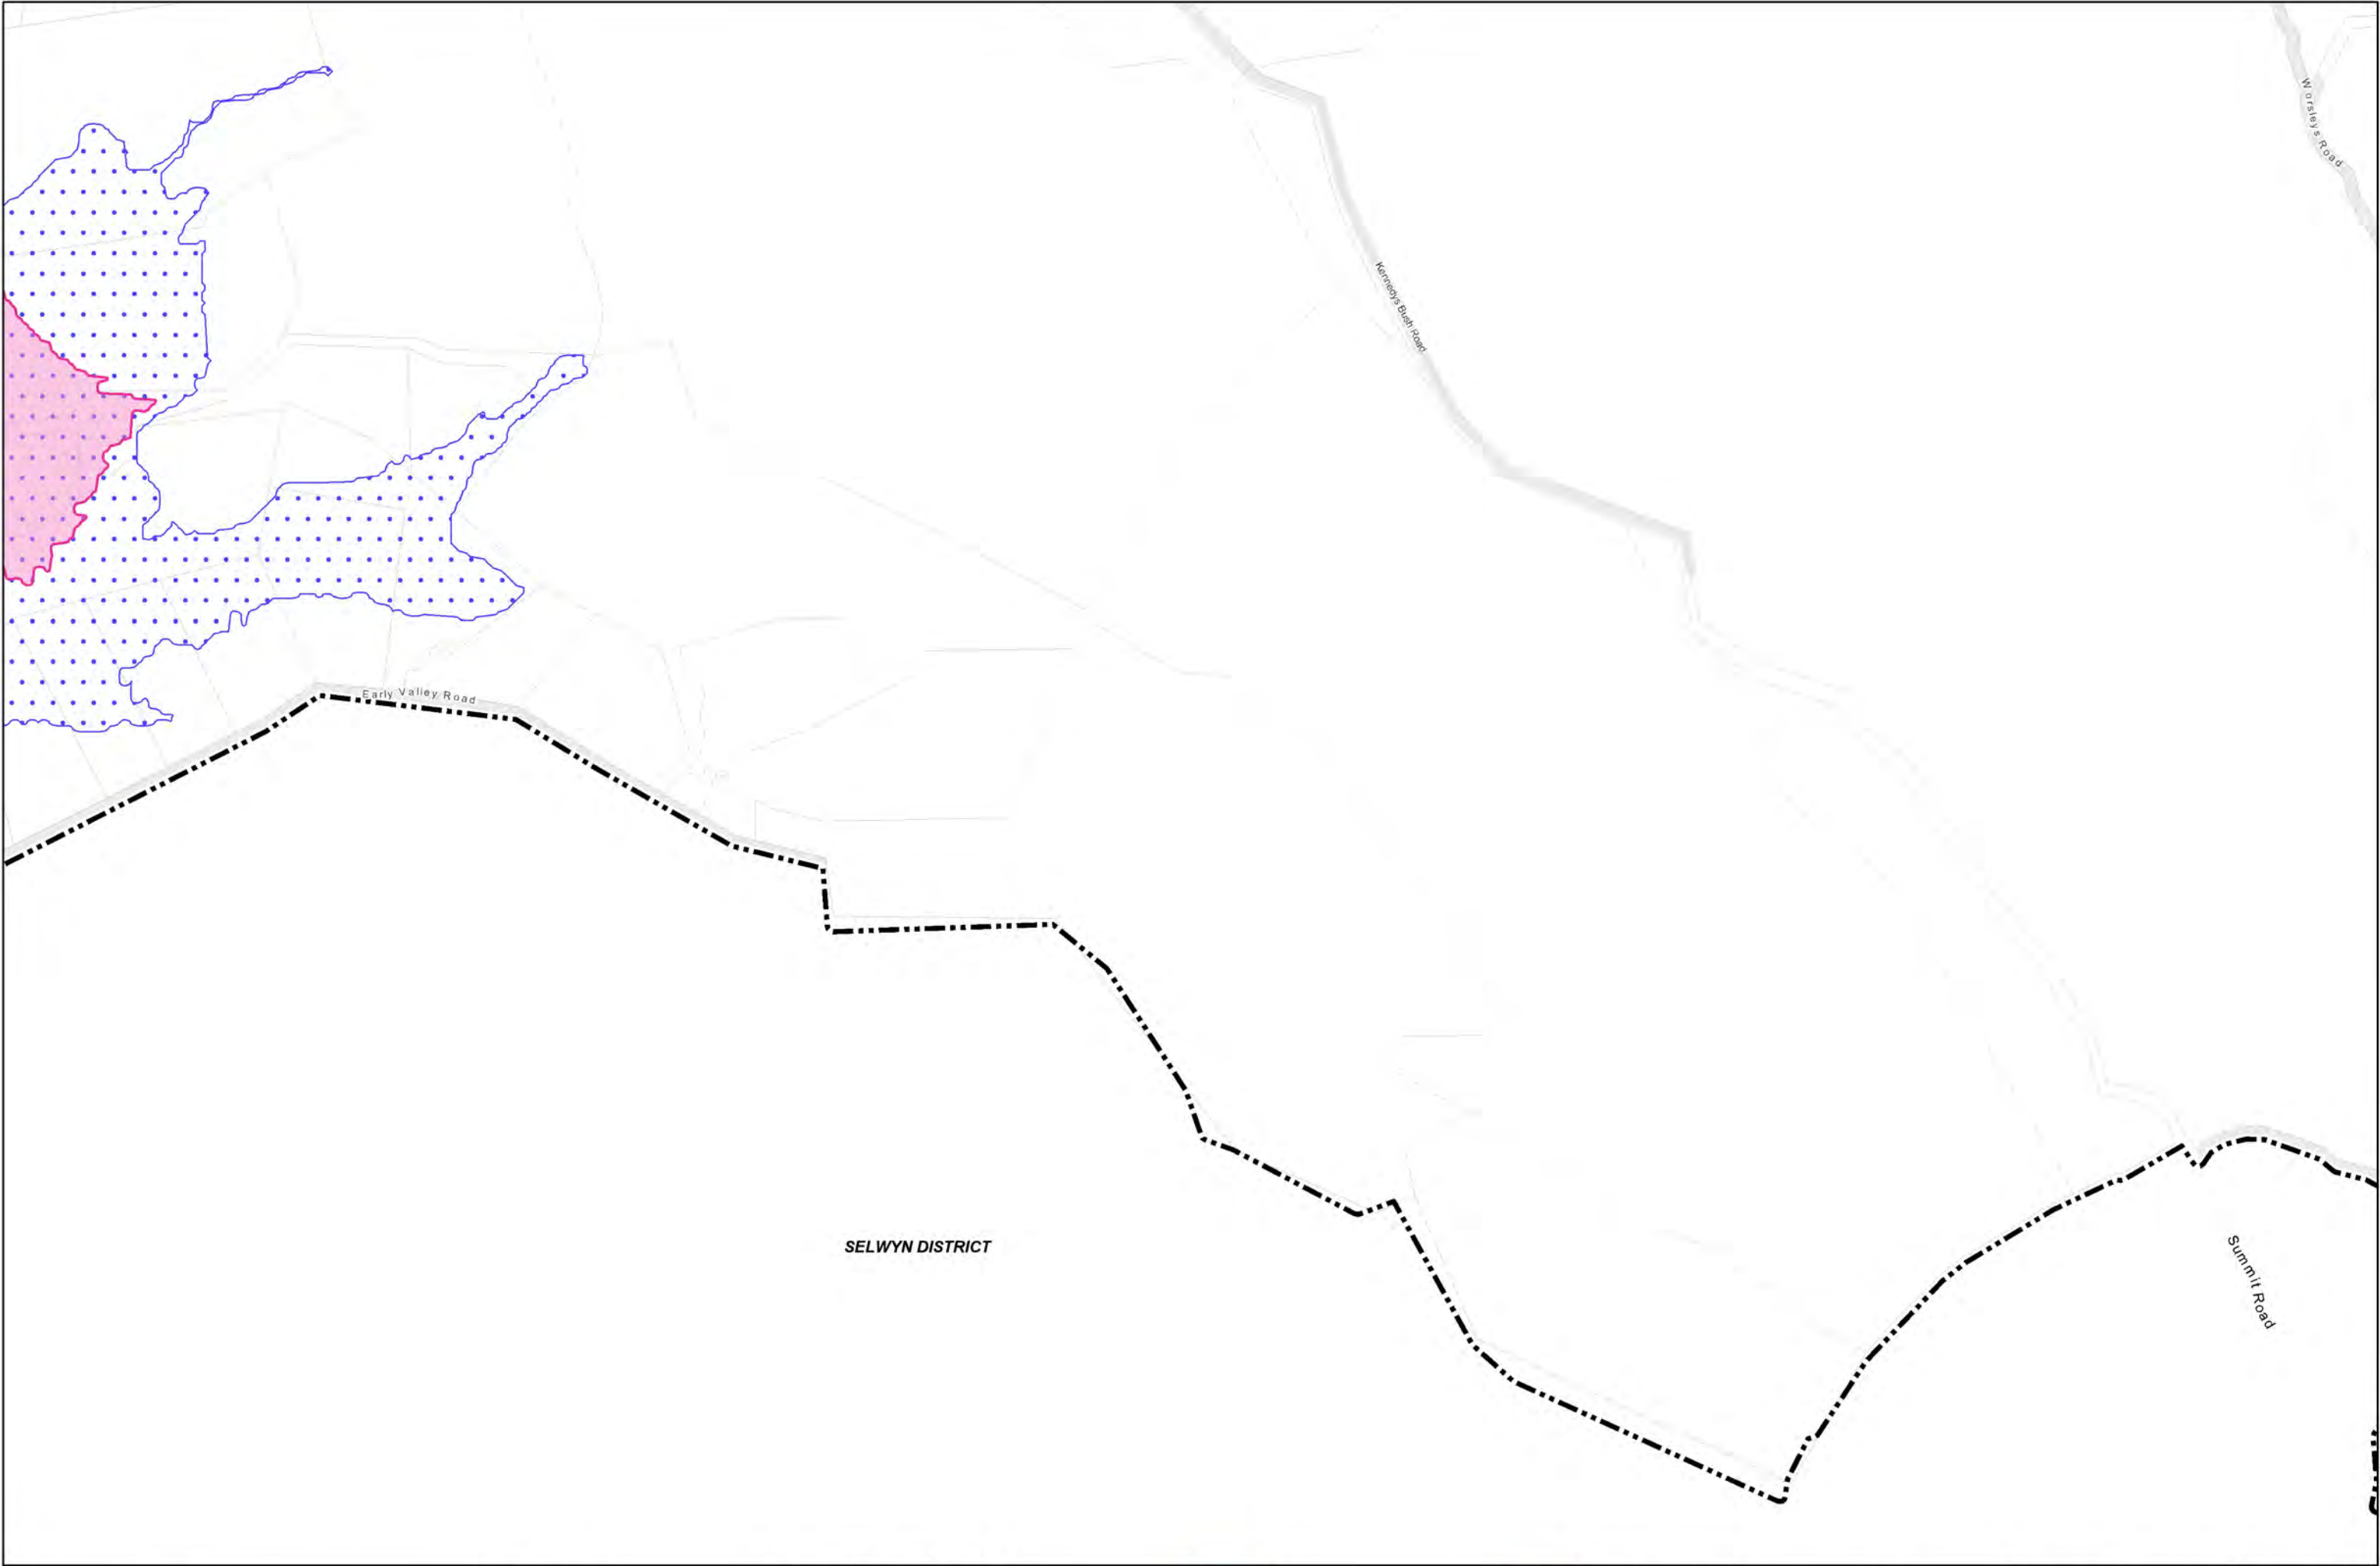 Worsleys Road
Kennedys Bush Road
Early Valley Road
SELWYN DISTRICT
Summit Road